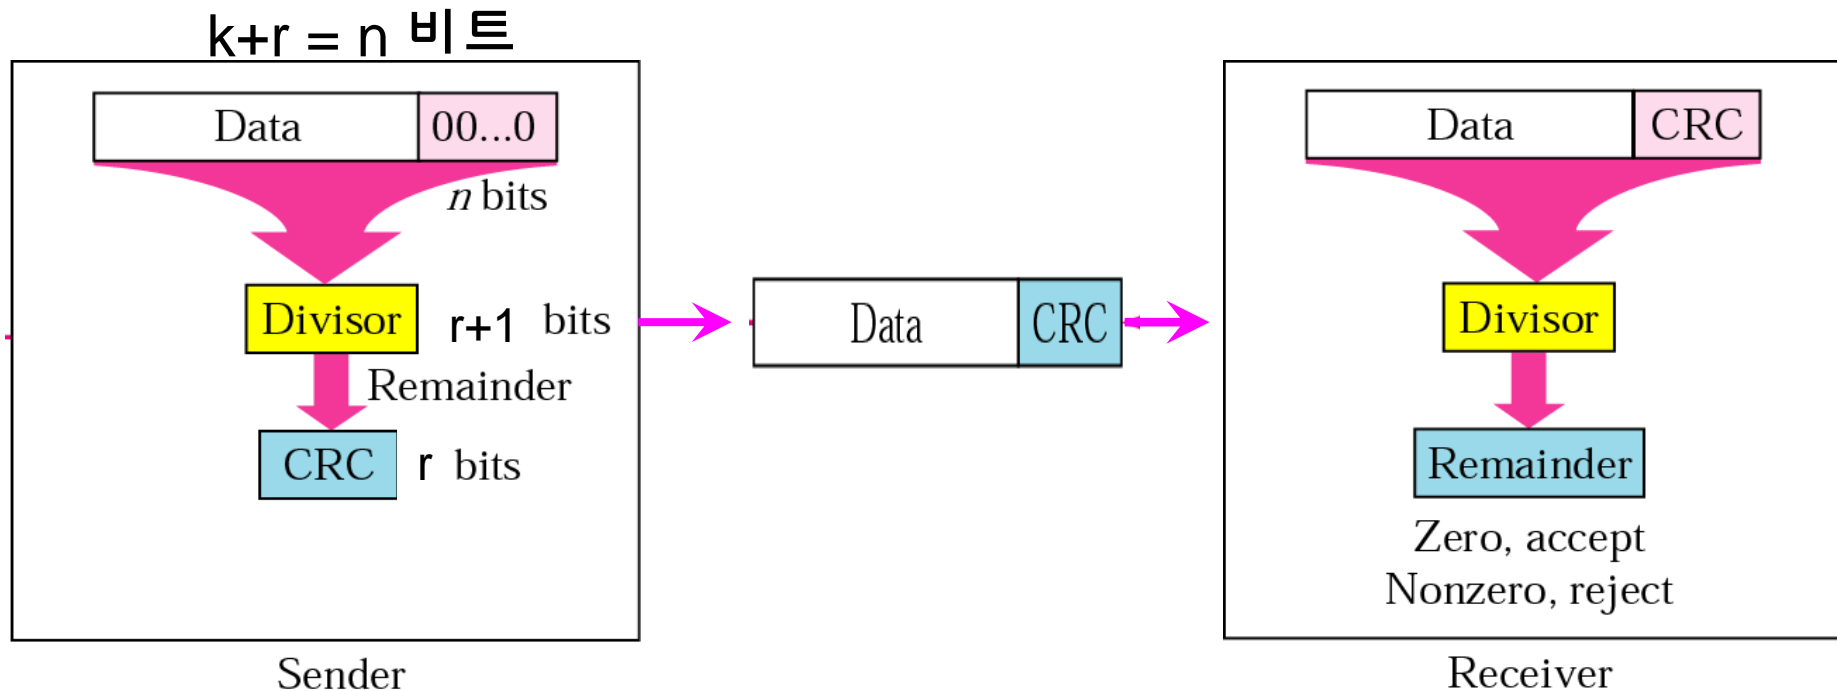 k+r = n 비트
Data 00...0
n bits
Divisor r+1 bits
Remainder
CRC r bits
Sender
Data CRC
Data CRC
Divisor
Remainder
Zero, accept
Nonzero, reject
Receiver